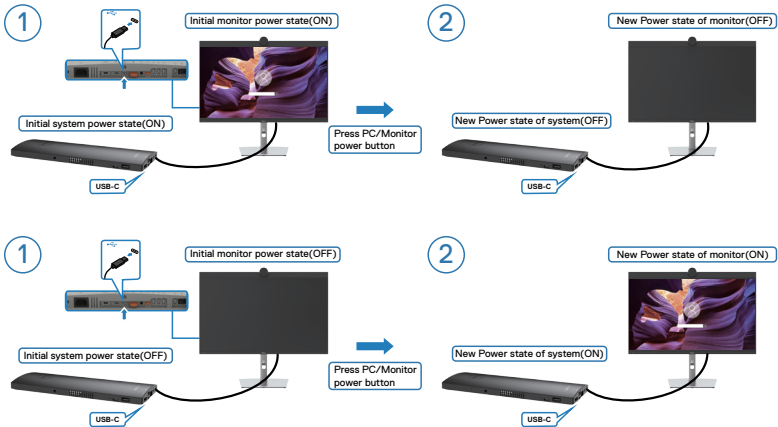 1
Initial monitor power state(ON)
2
New Power state of monitor(OFF)
Initial system power state(ON)
Press PC/Monitor
power button
New Power state of system(OFF)
USB-C
USB-C
1
Initial monitor power state(OFF)
2
New Power state of monitor(ON)
Initial system power state(OFF)
Press PC/Monitor
power button
New Power state of system(ON)
USB-C
USB-C